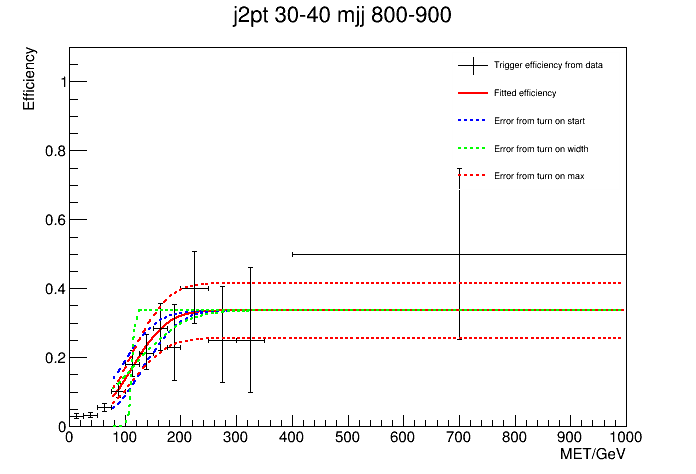 j2pt 30-40 mjj 800-900
Efficiency
1
0.8
0.6
0.4
0.2
0
Trigger efficiency from data
Fitted efficiency
Error from turn on start
Error from turn on width
Error from turn on max
0 100 200 300 400 500 600 700 800 900 1000
MET/GeV